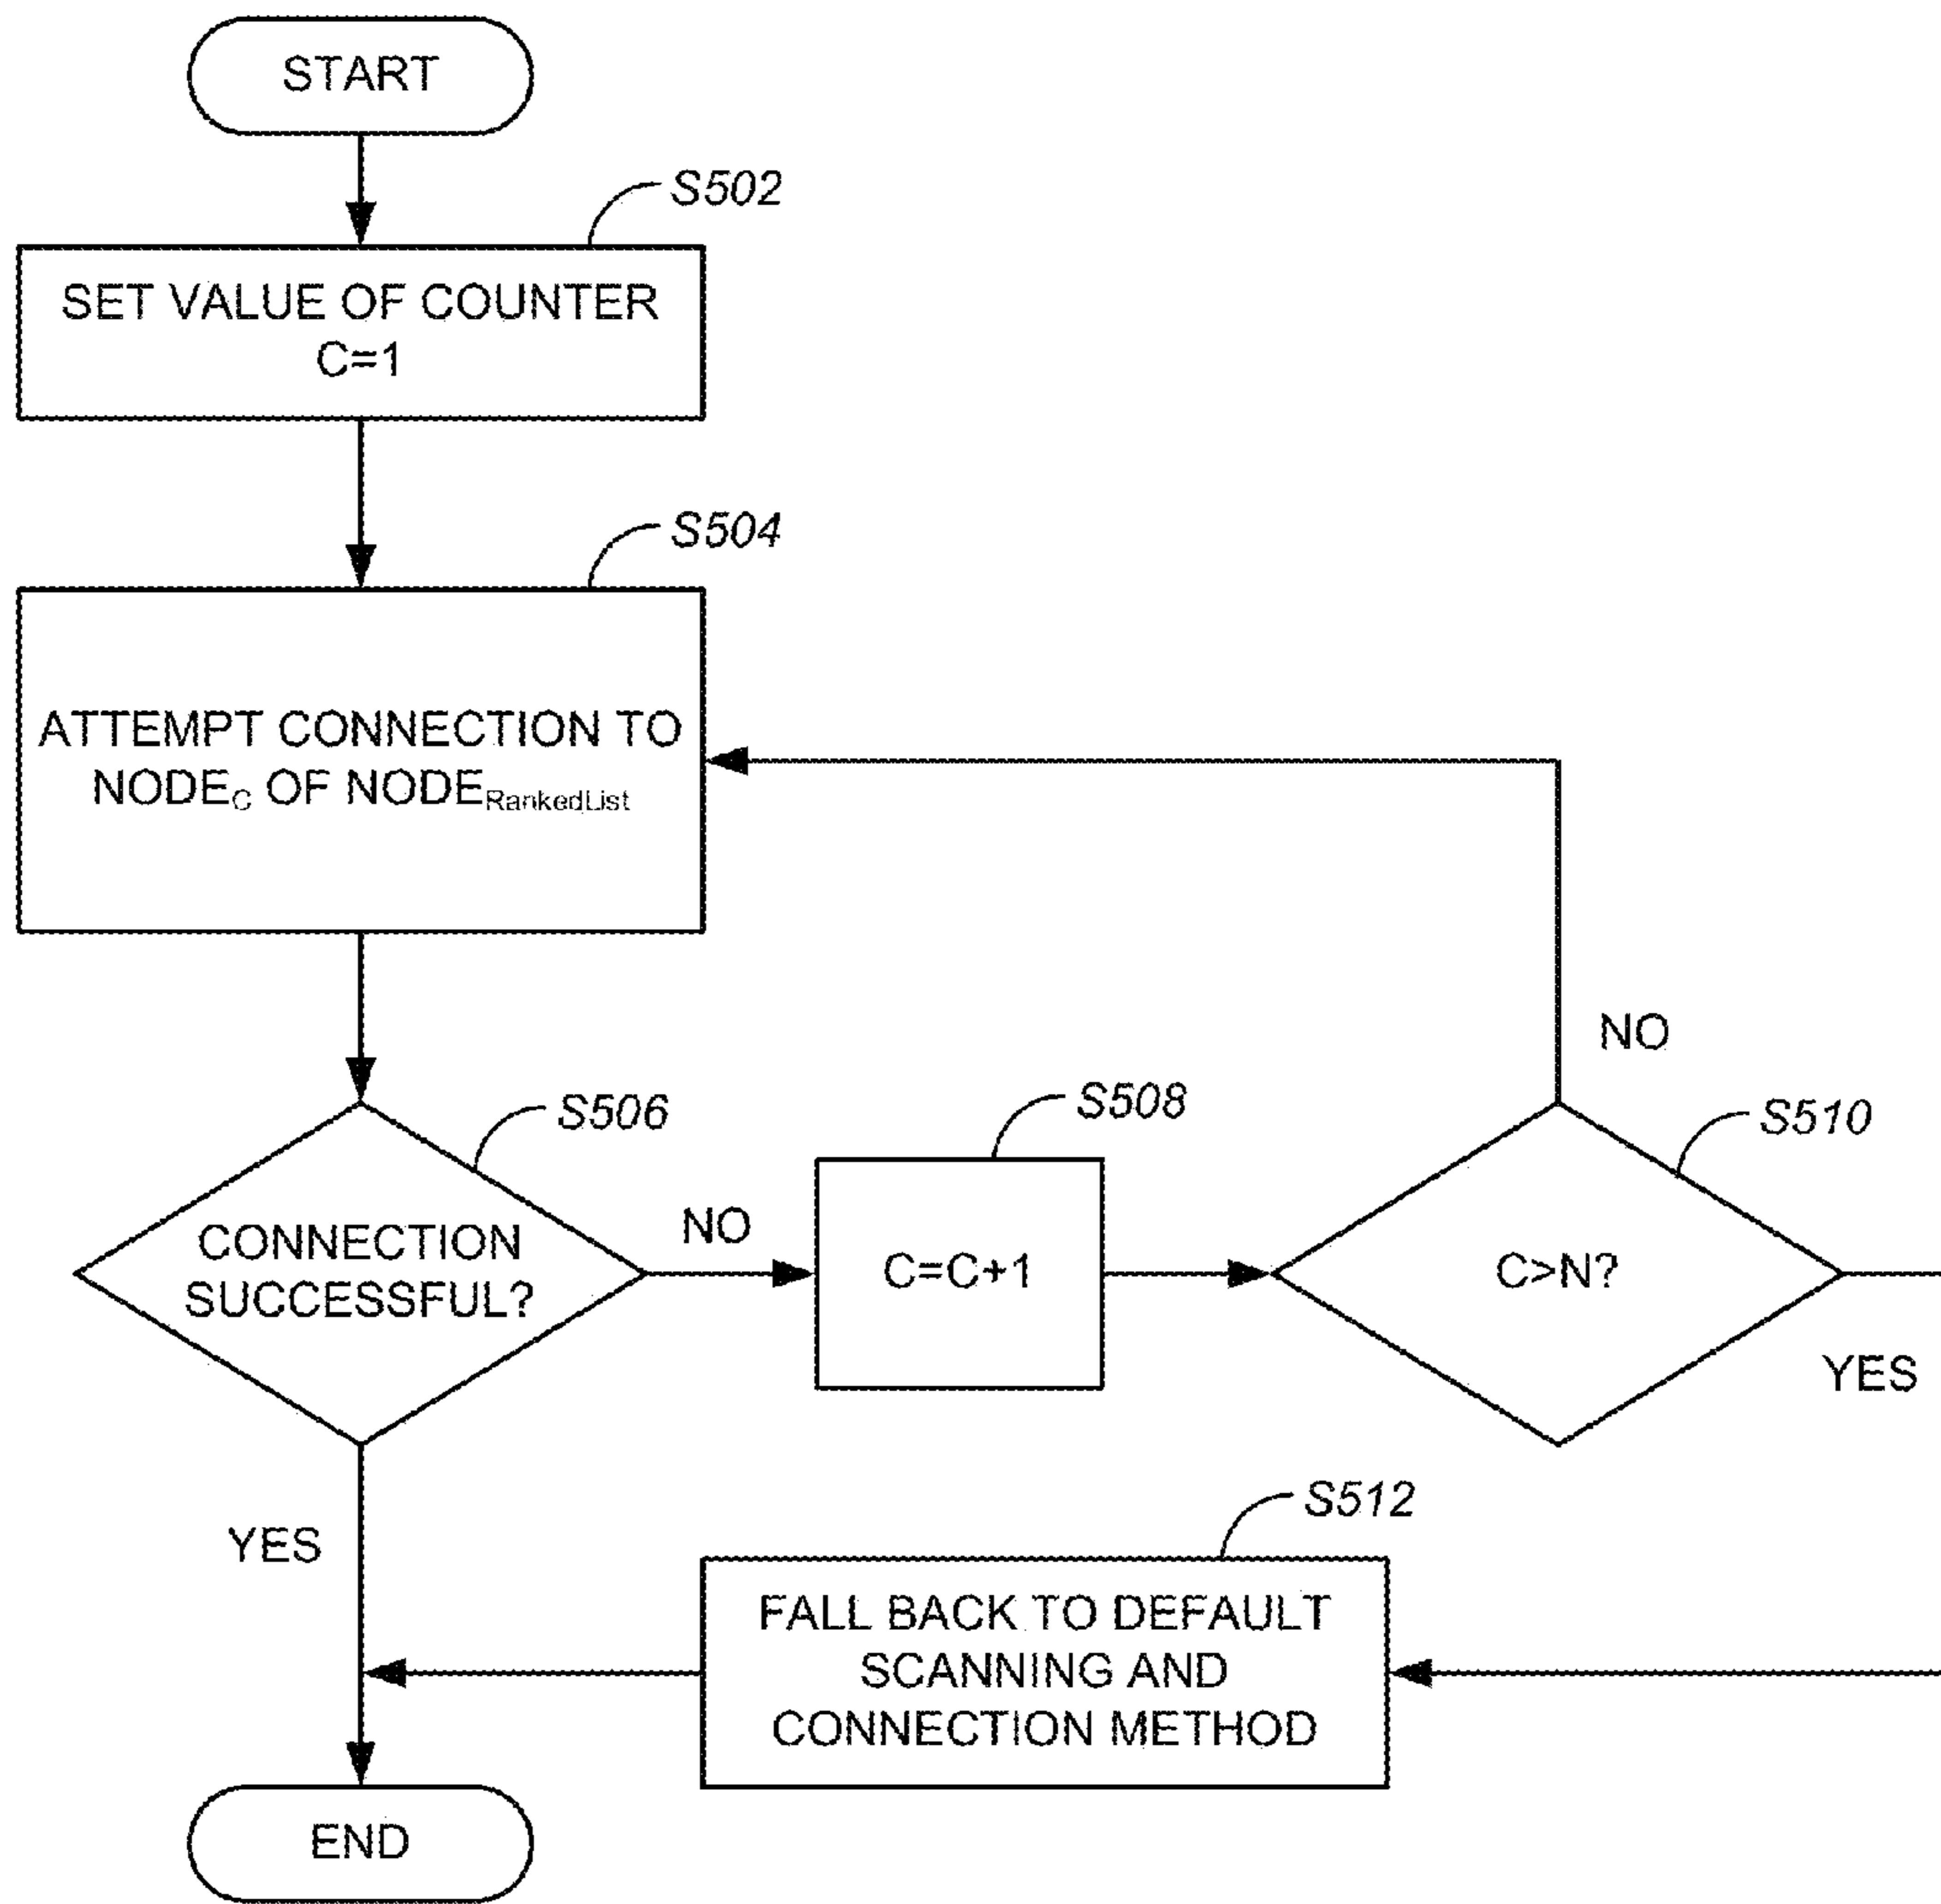 START
S502
SET VALUE OF COUNTER
C=1
S504
ATTEMPT CONNECTION TO
NODEC OF NODERankedList
NO
S506
S508
S510
CONNECTION
SUCCESSFUL?
NO
C=C+1
C>N?
YES
S512
YES
FALL BACK TO DEFAULT
SCANNING AND
CONNECTION METHOD
END